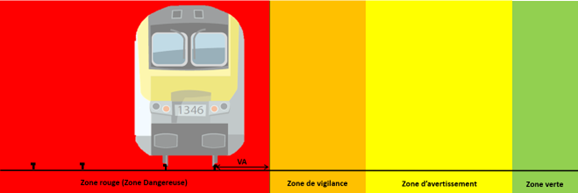 1346
VA
Zone rouge (Zone Dangereuse)
Zone de vigilance
Zone d'avertissement
Zone verte